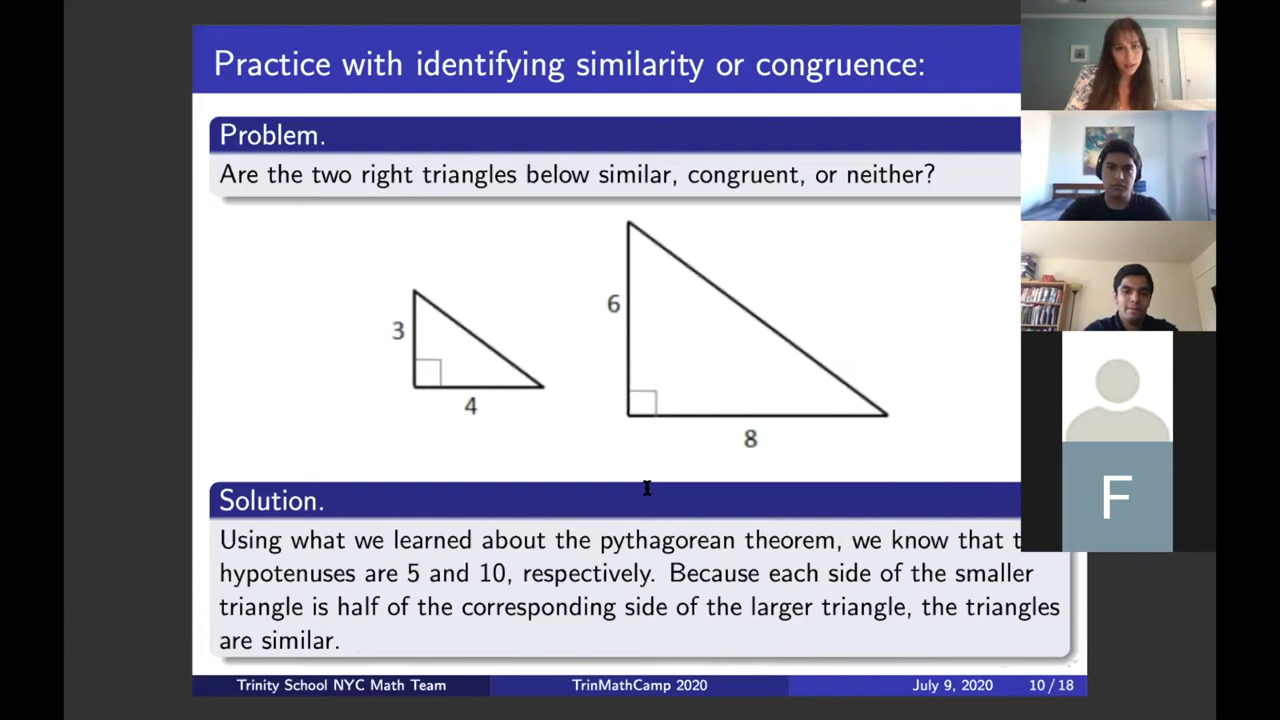 Practice with identifying similarity or congruence:
Problem.
Are the two right triangles below similar, congruent, or neither?
3
4
6
8
Solution.
Using what we learned about the pythagorean theorem, we know that
hypotenuses are 5 and 10, respectively. Because each side of the smaller
triangle is half of the corresponding side of the larger triangle, the triangles
are similar.
Trinity School NYC Math Team TrinMathCamp 2020 July 9, 2020 10 / 18
F